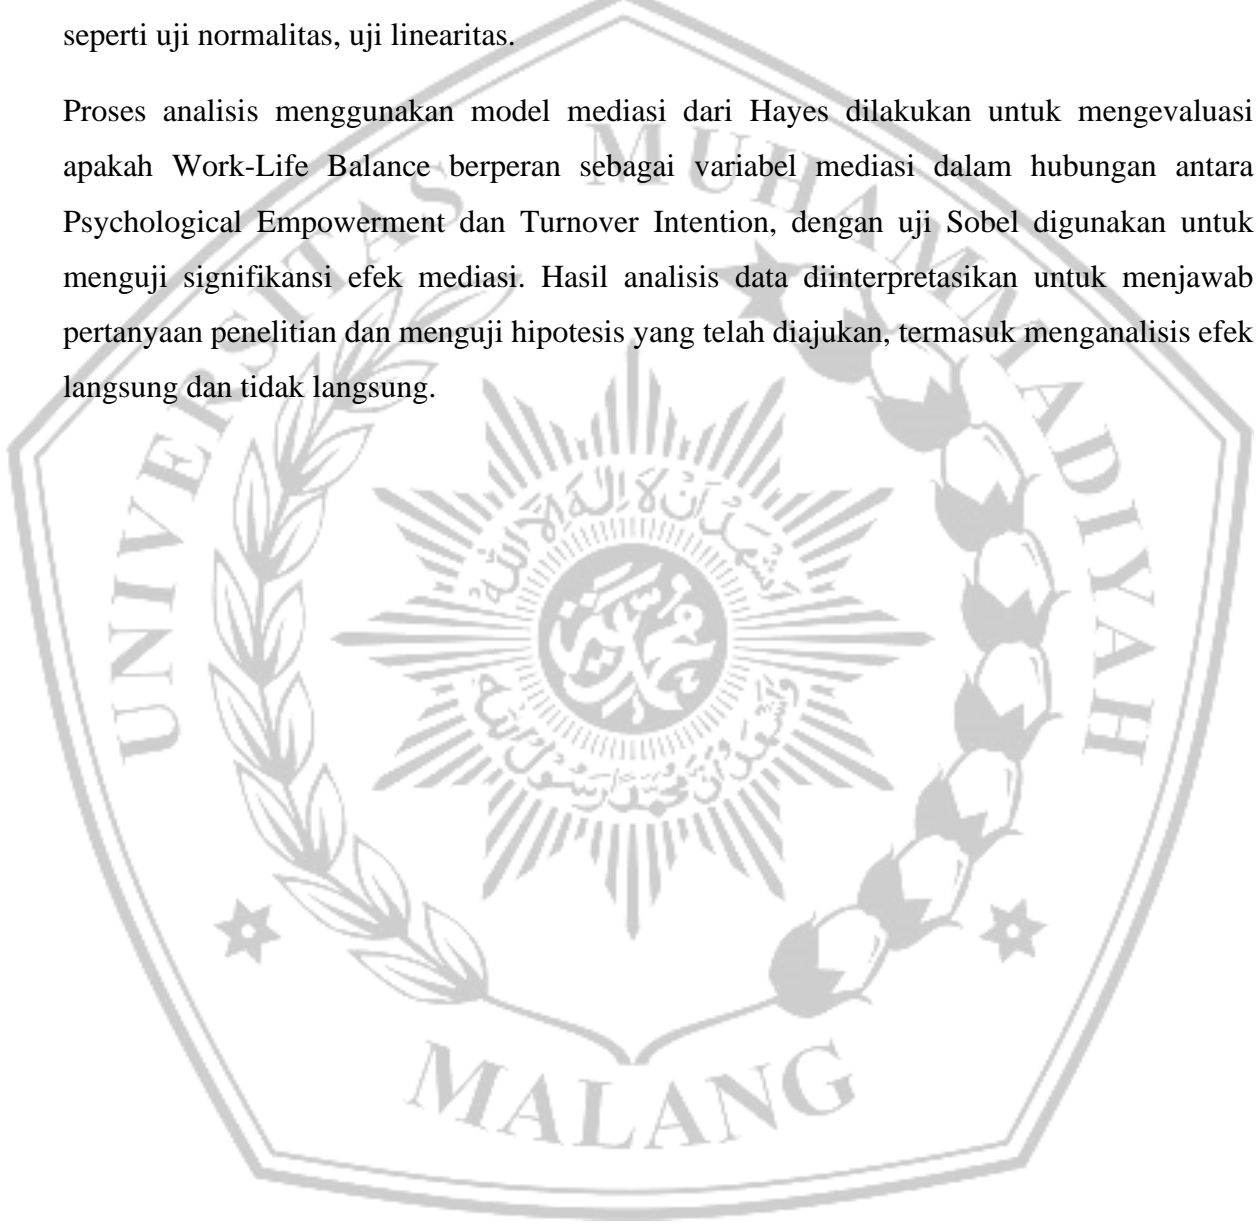 seperti uji normalitas, uji linearitas.
Proses analisis menggunakan model mediasi dari Hayes dilakukan untuk mengevaluasi
apakah Work-Life Balance berperan sebagai variabel mediasi dalam hubungan antara
Psychological Empowerment dan Turnover Intention, dengan uji Sobel digunakan untuk
menguji signifikansi efek mediasi. Hasil analisis data diinterpretasikan untuk menjawab
pertanyaan penelitian dan menguji hipotesis yang telah diajukan, termasuk menganalisis efek
langsung dan tidak langsung.
UNIVERSITAS MUHAMMADIYAH
MALANG